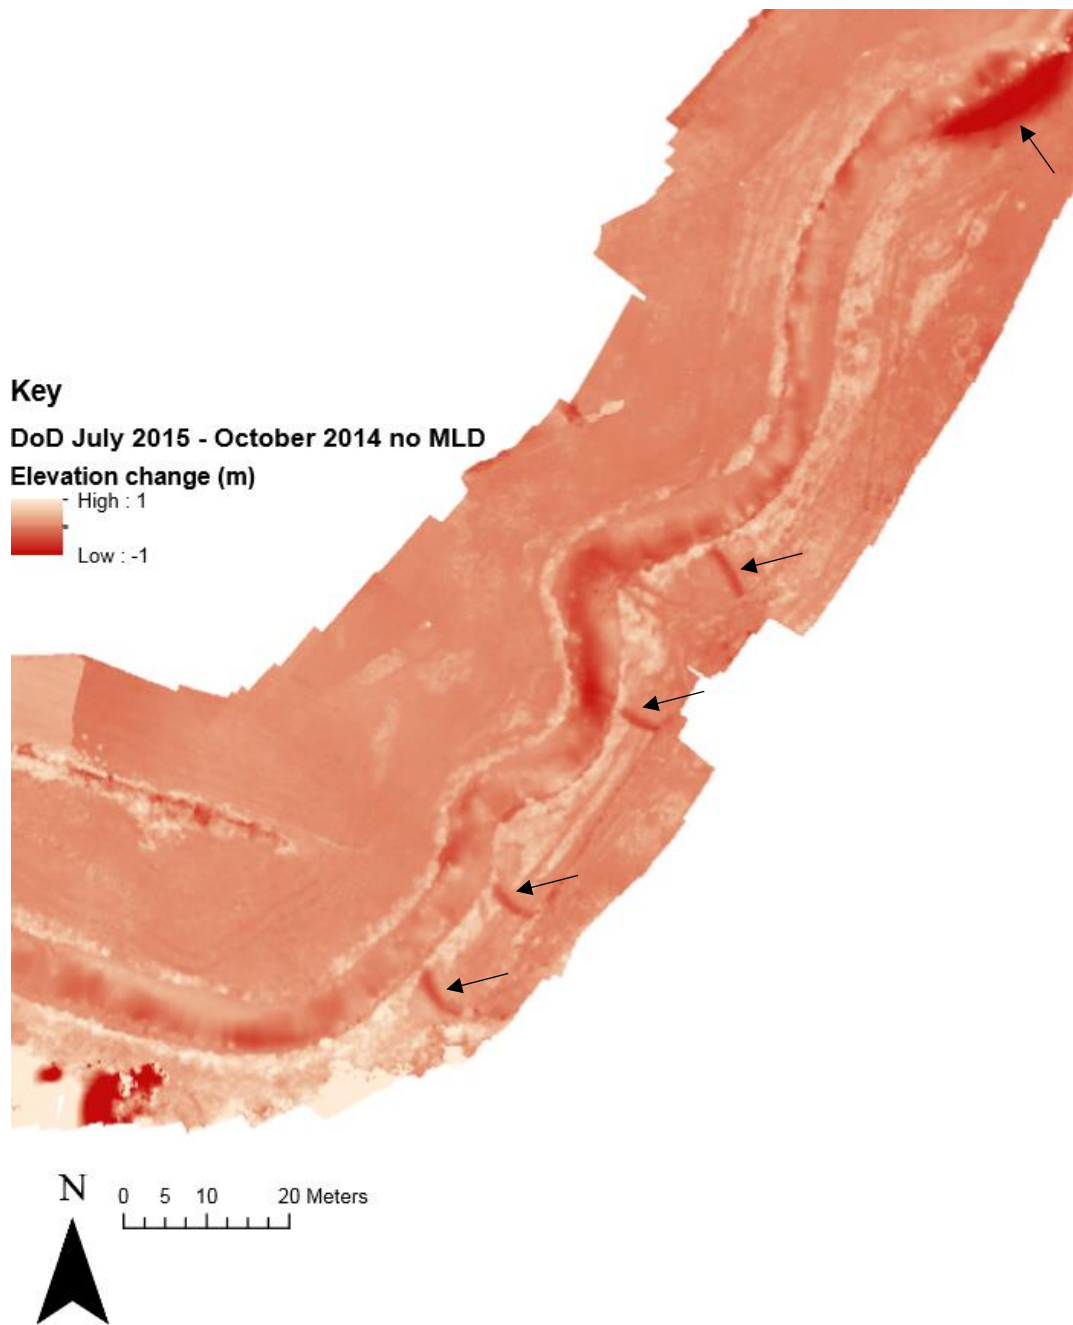 Key
DoD July 2015 - October 2014 no MLD
Elevation change (m)
High : 1
Low : -1
N
0 5 10 20 Meters